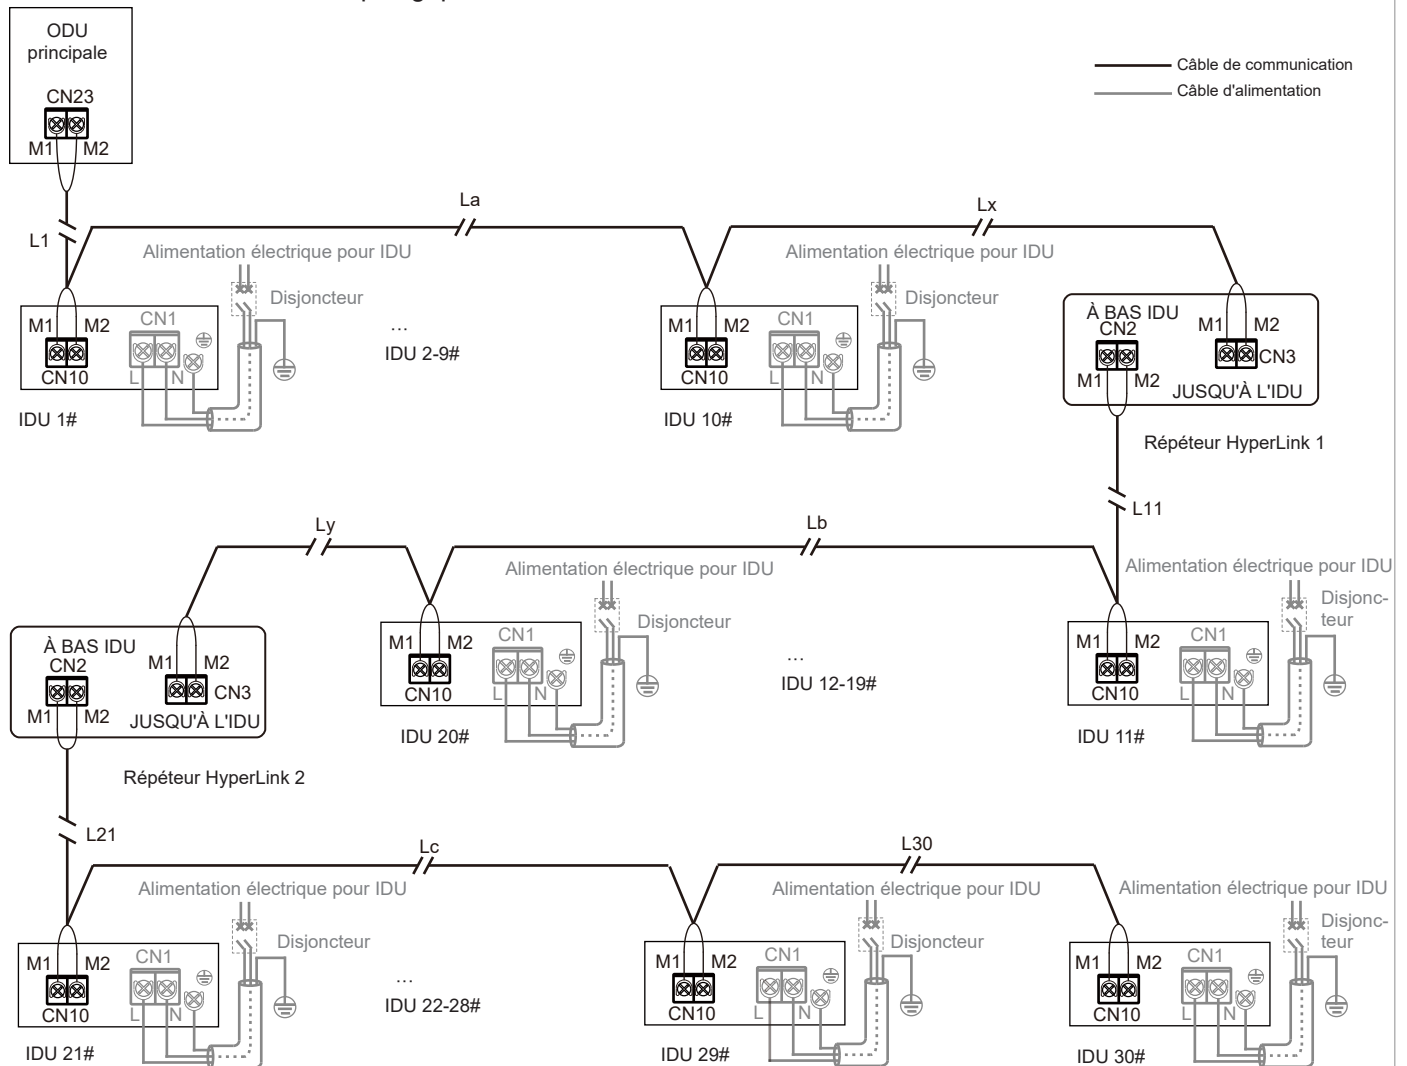 ODU
principale
CN23
M1 M2
Câble de communication
Câble d'alimentation
L1
La
Lx
Alimentation électrique pour IDU
Disjoncteur
M1 M2 CN1
CN10 L N
IDU 1#
...
IDU 2-9#
Alimentation électrique pour IDU
Disjoncteur
M1 M2 CN1
CN10 L N
IDU 10#
À BAS IDU
CN2
M1 M2
M1 M2
CN3
JUSQU'À L'IDU
Répéteur HyperLink 1
L11
Ly
Lb
À BAS IDU
CN2
M1 M2
M1 M2
CN3
JUSQU'À L'IDU
Répéteur HyperLink 2
Alimentation électrique pour IDU
Disjoncteur
M1 M2 CN1
CN10 L N
IDU 20#
...
IDU 12-19#
Alimentation électrique pour IDU
Disjonc-
teur
M1 M2 CN1
CN10 L N
IDU 11#
L21
Lc
L30
Alimentation électrique pour IDU
Disjoncteur
M1 M2 CN1
CN10 L N
IDU 21#
...
IDU 22-28#
Alimentation électrique pour IDU
Disjoncteur
M1 M2 CN1
CN10 L N
IDU 29#
Alimentation électrique pour IDU
Disjonc-
teur
M1 M2 CN1
CN10 L N
IDU 30#